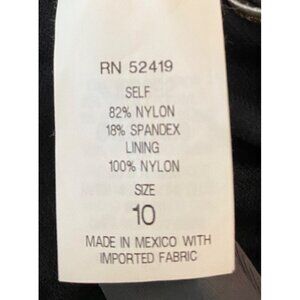 RN 52419
SELF
82% NYLON
18% SPANDEX
LINING
100% NYLON
SIZE
10
MADE IN MEXICO WITH
IMPORTED FABRIC